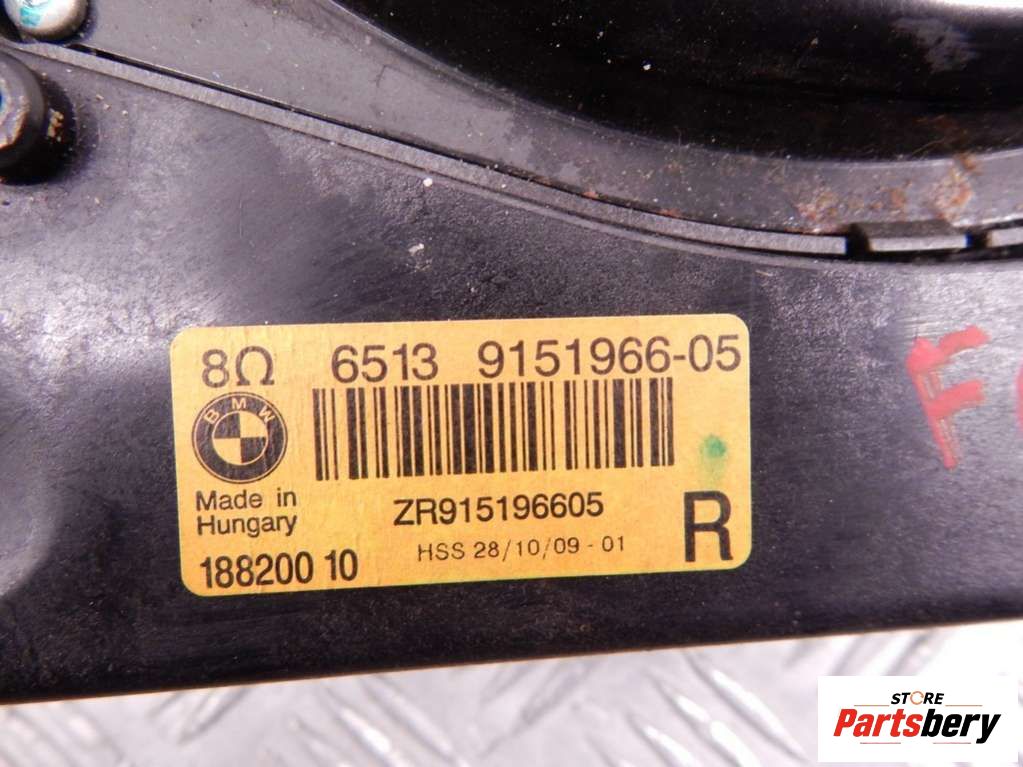 8Ω 6513 9151966-05
BMW
Made in
Hungary
ZR915196605
R
HSS 28/10/09 - 01
188200 10
F
STORE
Partsbery